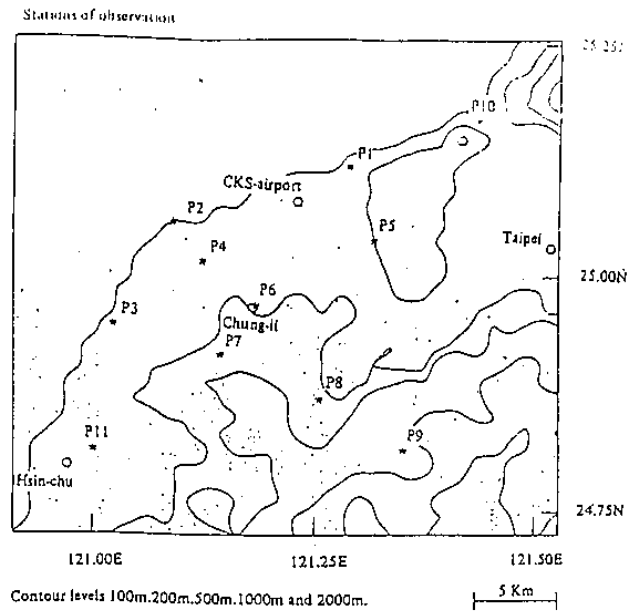 Stations of observation
25.25
P10
P1
CKS-airport
P2
P5
Taipei
P4
25.00N
P6
P3
Chung-li
P7
P8
P9
P11
Hsin-chu
24.75N
121.00E 121.25E 121.50E
Contour levels 100m.200m.500m.1000m and 2000m.
5 Km